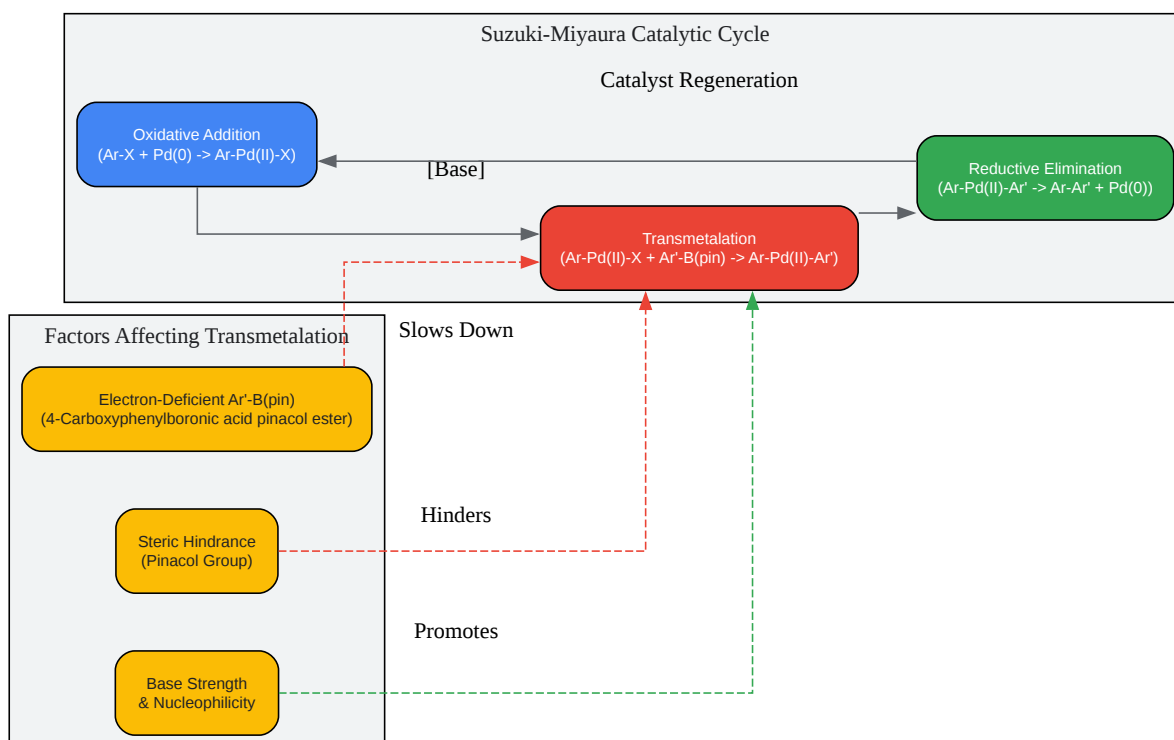 Suzuki-Miyaura Catalytic Cycle
Catalyst Regeneration
Oxidative Addition
(Ar-X + Pd(0) -> Ar-Pd(II)-X)
[Base]
Reductive Elimination
(Ar-Pd(II)-Ar' -> Ar-Ar' + Pd(0))
Transmetalation
(Ar-Pd(II)-X + Ar'-B(pin) -> Ar-Pd(II)-Ar')
Factors Affecting Transmetalation
Slows Down
Electron-Deficient Ar'-B(pin)
(4-Carboxyphenylboronic acid pinacol ester)
Hinders
Steric Hindrance
(Pinacol Group)
Promotes
Base Strength
& Nucleophilicity